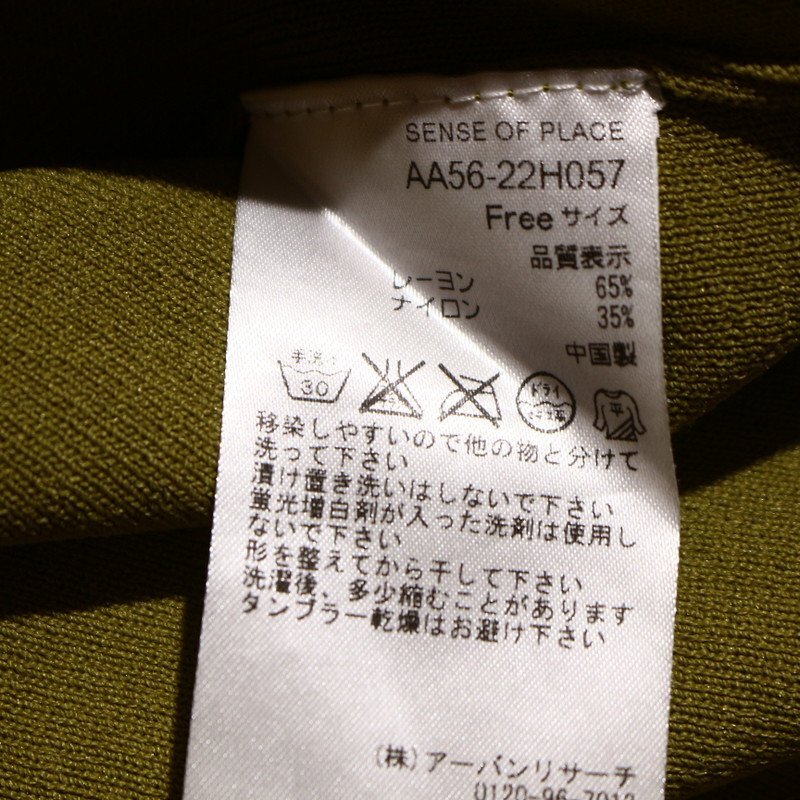 SENSE OF PLACE
AA56-22H057
Free サイズ
品質表示
レーヨン 65%
ナイロン 35%
中国製
手洗イ
30
ドライ
平
移染しやすいので他の物と分けて
洗って下さい
漬け置き洗いはしないで下さい
蛍光増白剤が入った洗剤は使用し
ないで下さい
形を整えてから干して下さい
洗濯後、多少縮むことがあります
タンブラー乾燥はお避け下さい
(株)アーバンリサーチ
0120-96-7012